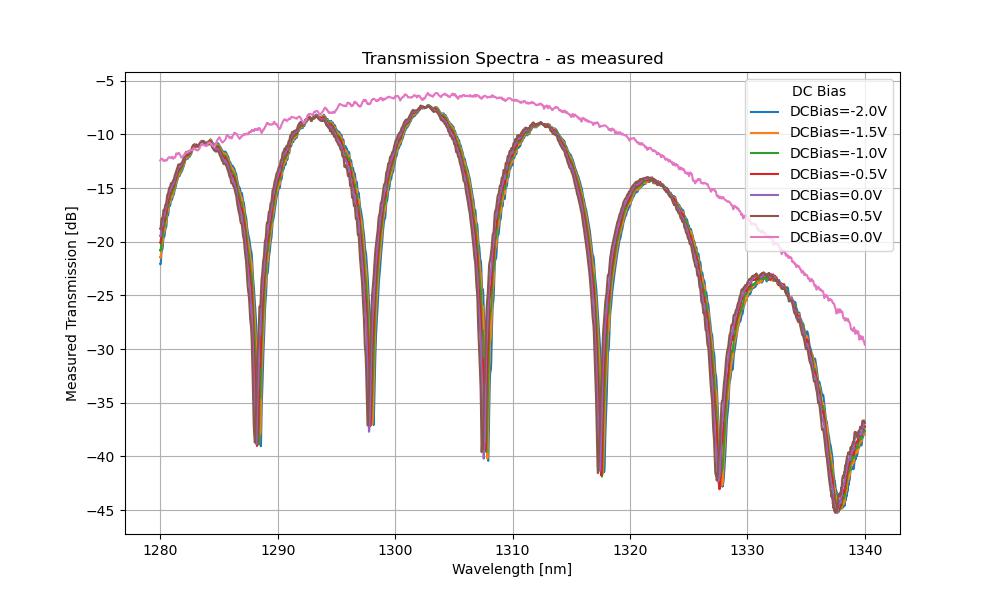 Transmission Spectra - as measured
DC Bias
DCBias=-2.0V
DCBias=-1.5V
DCBias=-1.0V
DCBias=-0.5V
DCBias=0.0V
DCBias=0.5V
DCBias=0.0V
Measured Transmission [dB]
−5
−10
−15
−20
−25
−30
−35
−40
−45
1280 1290 1300 1310 1320 1330 1340
Wavelength [nm]